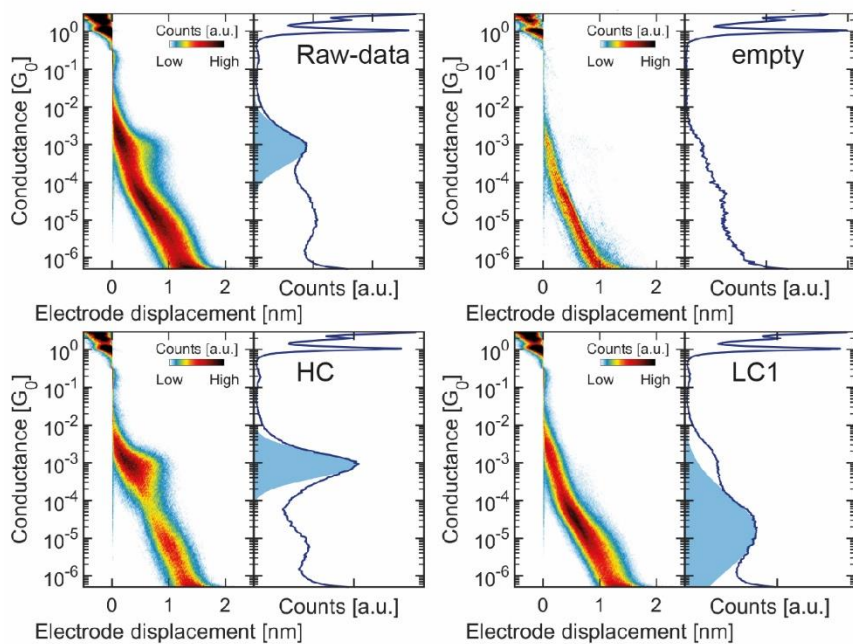 Counts [a.u.]
Low High
Raw-data
Conductance [G₀]
10⁰
10⁻¹
10⁻²
10⁻³
10⁻⁴
10⁻⁵
10⁻⁶
0 1 2
Electrode displacement [nm]
Counts [a.u.]
Low High
empty
Conductance [G₀]
10⁰
10⁻¹
10⁻²
10⁻³
10⁻⁴
10⁻⁵
10⁻⁶
0 1 2
Counts [a.u.]
Counts [a.u.]
Electrode displacement [nm]
Counts [a.u.]
Low High
HC
Conductance [G₀]
10⁰
10⁻¹
10⁻²
10⁻³
10⁻⁴
10⁻⁵
10⁻⁶
0 1 2
Counts [a.u.]
Electrode displacement [nm]
Counts [a.u.]
Low High
LC1
Conductance [G₀]
10⁰
10⁻¹
10⁻²
10⁻³
10⁻⁴
10⁻⁵
10⁻⁶
0 1 2
Counts [a.u.]
Electrode displacement [nm]